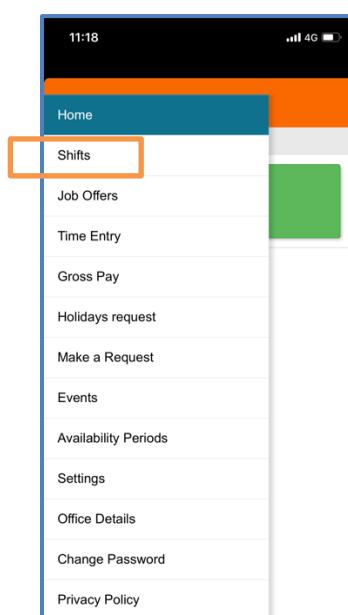 11:18 4G
Home
Shifts
Job Offers
Time Entry
Gross Pay
Holidays request
Make a Request
Events
Availability Periods
Settings
Office Details
Change Password
Privacy Policy